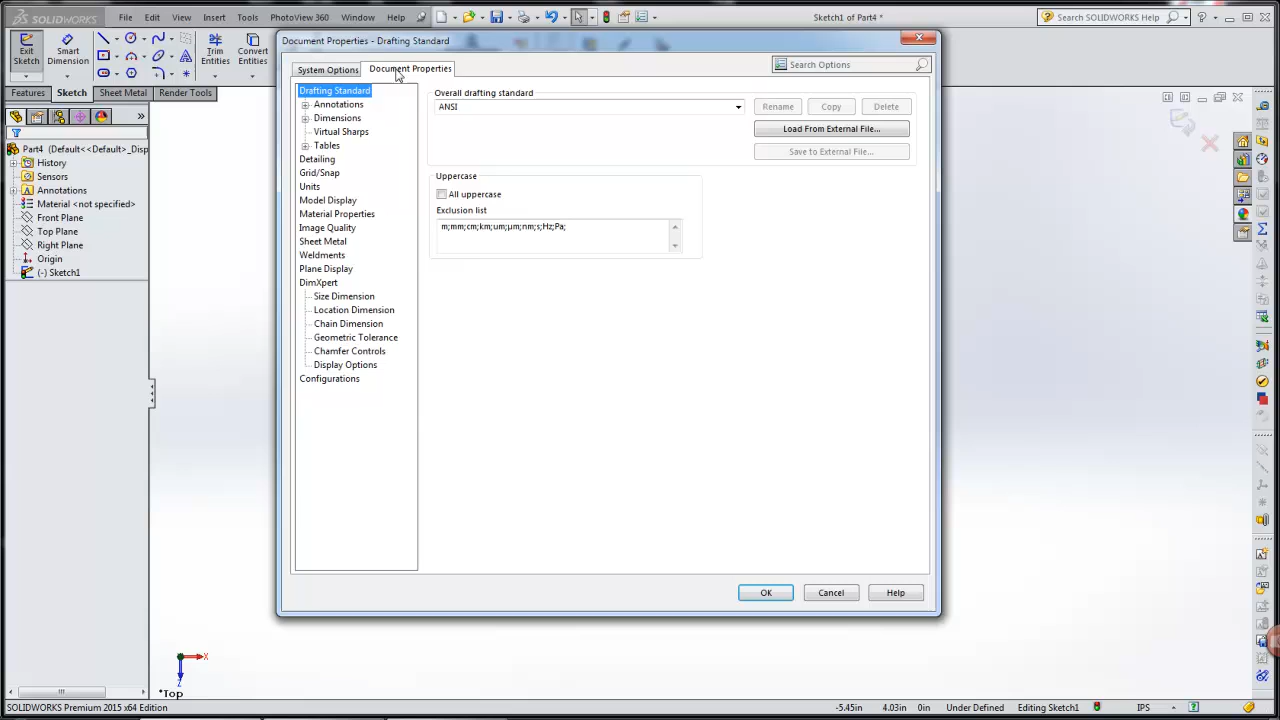 SOLIDWORKS File Edit View Insert Tools PhotoView 360 Window Help Sketch1 of Part4 * Search SOLIDWORKS Help
Exit Sketch
Smart Dimension
Trim Entities
Convert Entities
Features Sketch Sheet Metal Render Tools
Part4 (Default<<Default>_Disp
History
Sensors
Annotations
Material <not specified>
Front Plane
Top Plane
Right Plane
Origin
(-) Sketch1
Document Properties - Drafting Standard
System Options Document Properties Search Options
Drafting Standard
Annotations
Dimensions
Virtual Sharps
Tables
Detailing
Grid/Snap
Units
Model Display
Material Properties
Image Quality
Sheet Metal
Weldments
Plane Display
DimXpert
Size Dimension
Location Dimension
Chain Dimension
Geometric Tolerance
Chamfer Controls
Display Options
Configurations
Overall drafting standard
ANSI Rename Copy Delete
Load From External File...
Save to External File...
Uppercase
All uppercase
Exclusion list
m;mm;cm;km;um;µm;nm;s;Hz;Pa;
OK Cancel Help
X
Z
*Top
SOLIDWORKS Premium 2015 x64 Edition -5.45in 4.03in 0in Under Defined Editing Sketch1 IPS